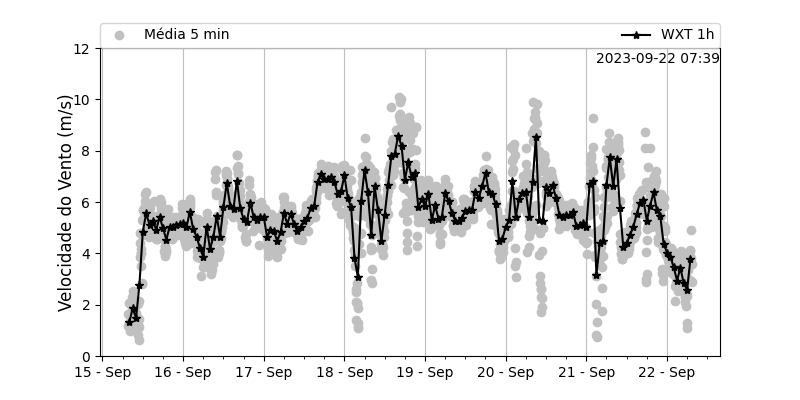 Média 5 min
WXT 1h
2023-09-22 07:39
Velocidade do Vento (m/s)
12
10
8
6
4
2
0
15 - Sep
16 - Sep
17 - Sep
18 - Sep
19 - Sep
20 - Sep
21 - Sep
22 - Sep